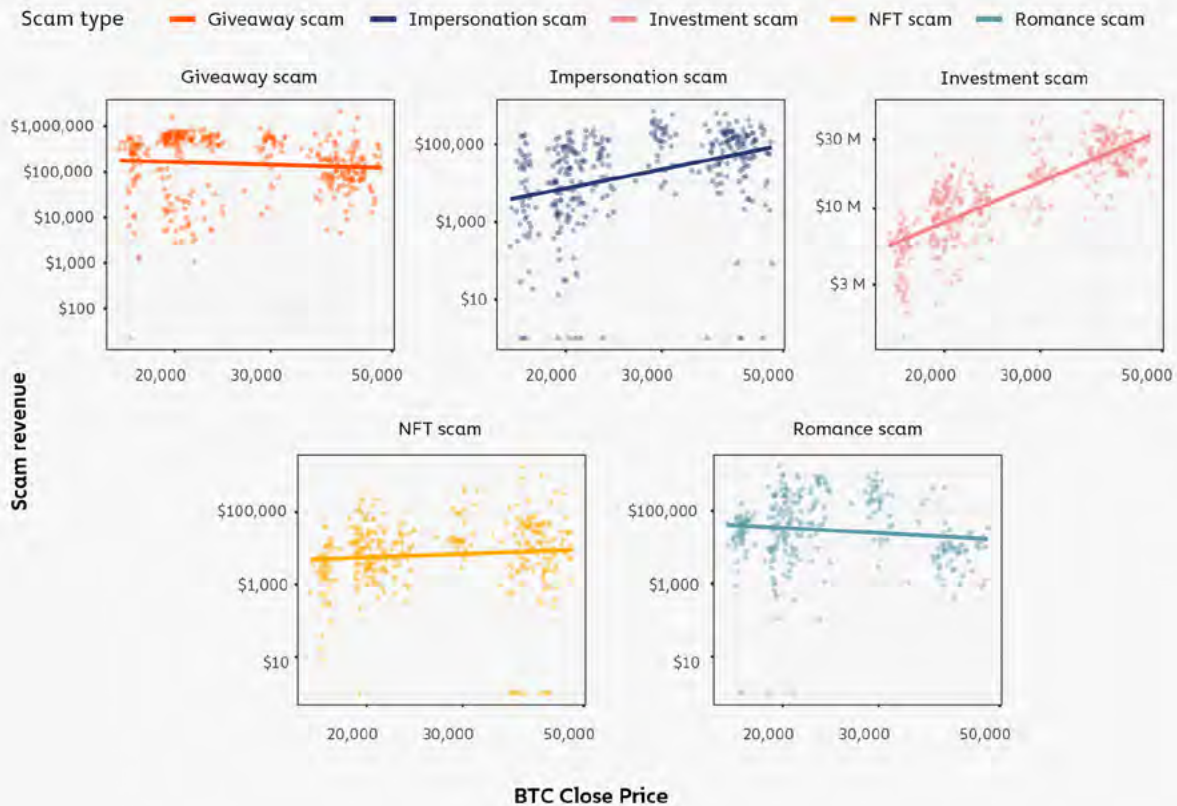 Scam type Giveaway scam Impersonation scam Investment scam NFT scam Romance scam
Giveaway scam Impersonation scam Investment scam
$1,000,000
$100,000
$10,000
$1,000
$100
$100,000
$1,000
$10
$30 M
$10 M
$3 M
20,000 30,000 50,000
20,000 30,000 50,000
20,000 30,000 50,000
Scam revenue
NFT scam Romance scam
$100,000
$1,000
$10
$100,000
$1,000
$10
20,000 30,000 50,000
20,000 30,000 50,000
BTC Close Price